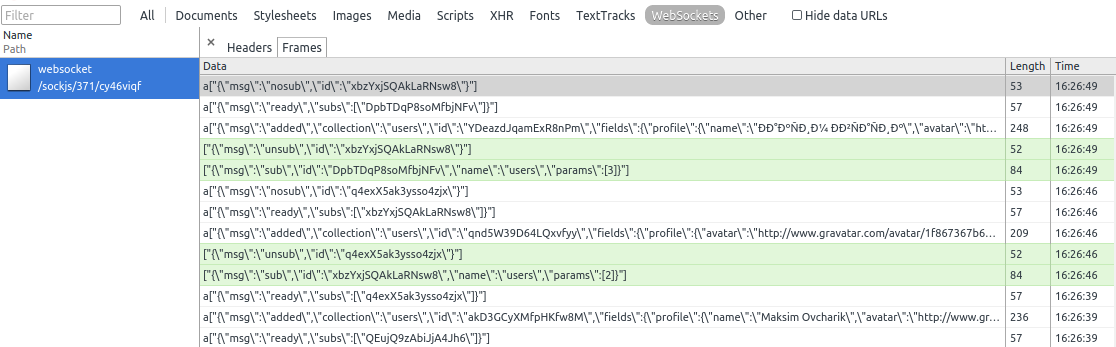 Filter All Documents Stylesheets Images Media Scripts XHR Fonts TextTracks WebSockets Other Hide data URLs
Name
Path
× Headers Frames
websocket
/sockjs/371/cy46viqf
Data Length Time
a["{\"msg\":\"nosub\",\"id\":\"xbzYxjSQAkLaRNsw8\"}"] 53 16:26:49
a["{\"msg\":\"ready\",\"subs\":[\"DpbTDqP8soMfbjNFv\"]}"] 57 16:26:49
a["{\"msg\":\"added\",\"collection\":\"users\",\"id\":\"YDeazdJqamExR8nPm\",\"fields\":{\"profile\":{\"name\":\" \",\"avatar\":\"ht... 248 16:26:49
["{\"msg\":\"unsub\",\"id\":\"xbzYxjSQAkLaRNsw8\"}"] 52 16:26:49
["{\"msg\":\"sub\",\"id\":\"DpbTDqP8soMfbjNFv\",\"name\":\"users\",\"params\":[3]}"] 84 16:26:49
a["{\"msg\":\"nosub\",\"id\":\"q4exX5ak3ysso4zjx\"}"] 53 16:26:46
a["{\"msg\":\"ready\",\"subs\":[\"xbzYxjSQAkLaRNsw8\"]}"] 57 16:26:46
a["{\"msg\":\"added\",\"collection\":\"users\",\"id\":\"qnd5W39D64LQxvfyy\",\"fields\":{\"profile\":{\"avatar\":\"http://www.gravatar.com/avatar/1f867367b6... 209 16:26:46
["{\"msg\":\"unsub\",\"id\":\"q4exX5ak3ysso4zjx\"}"] 52 16:26:46
["{\"msg\":\"sub\",\"id\":\"xbzYxjSQAkLaRNsw8\",\"name\":\"users\",\"params\":[2]}"] 84 16:26:46
a["{\"msg\":\"ready\",\"subs\":[\"q4exX5ak3ysso4zjx\"]}"] 57 16:26:39
a["{\"msg\":\"added\",\"collection\":\"users\",\"id\":\"akD3GCyXMfpHKfw8M\",\"fields\":{\"profile\":{\"name\":\"Maksim Ovcharik\",\"avatar\":\"http://www.gr... 236 16:26:39
a["{\"msg\":\"ready\",\"subs\":[\"QEujQ9zAbiJjA4Jh6\"]}"] 57 16:26:39